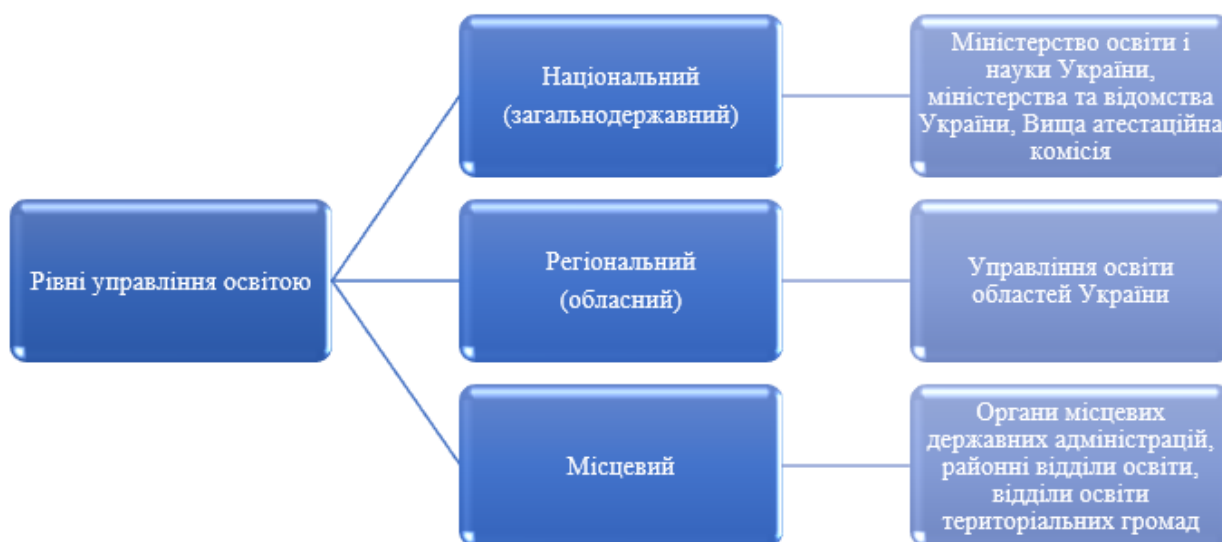 Рівні управління освітою
Національний
(загальнодержавний)
Міністерство освіти і
науки України,
міністерства та відомства
України, Вища атестаційна
комісія
Регіональний
(обласний)
Управління освіти
областей України
Місцевий
Органи місцевих
державних адміністрацій,
районні відділи освіти,
відділи освіти
територіальних громад